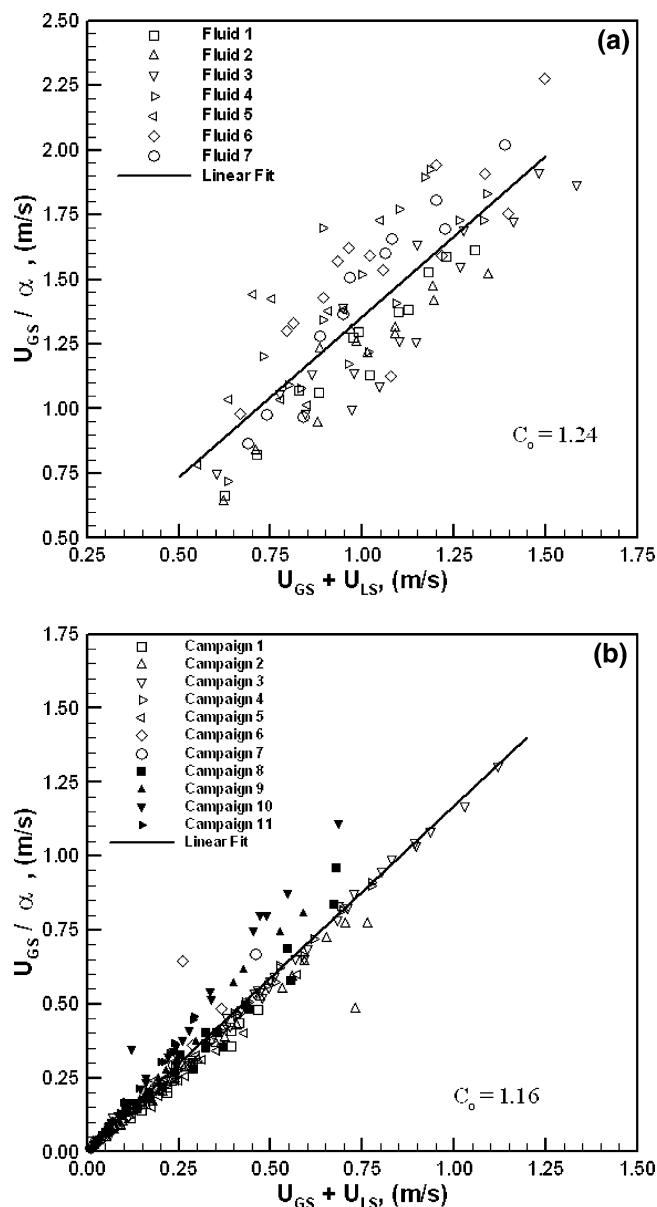 (a)
2.50
2.25
2.00
1.75
1.50
1.25
1.00
0.75
0.50
U_GS / α , (m/s)
Fluid 1
Fluid 2
Fluid 3
Fluid 4
Fluid 5
Fluid 6
Fluid 7
Linear Fit
C_o = 1.24
0.25 0.50 0.75 1.00 1.25 1.50 1.75
U_GS + U_LS, (m/s)
(b)
1.75
1.50
1.25
1.00
0.75
0.50
0.25
0.00
U_GS / α , (m/s)
Campaign 1
Campaign 2
Campaign 3
Campaign 4
Campaign 5
Campaign 6
Campaign 7
Campaign 8
Campaign 9
Campaign 10
Campaign 11
Linear Fit
C_o = 1.16
0.00 0.25 0.50 0.75 1.00 1.25 1.50
U_GS + U_LS, (m/s)